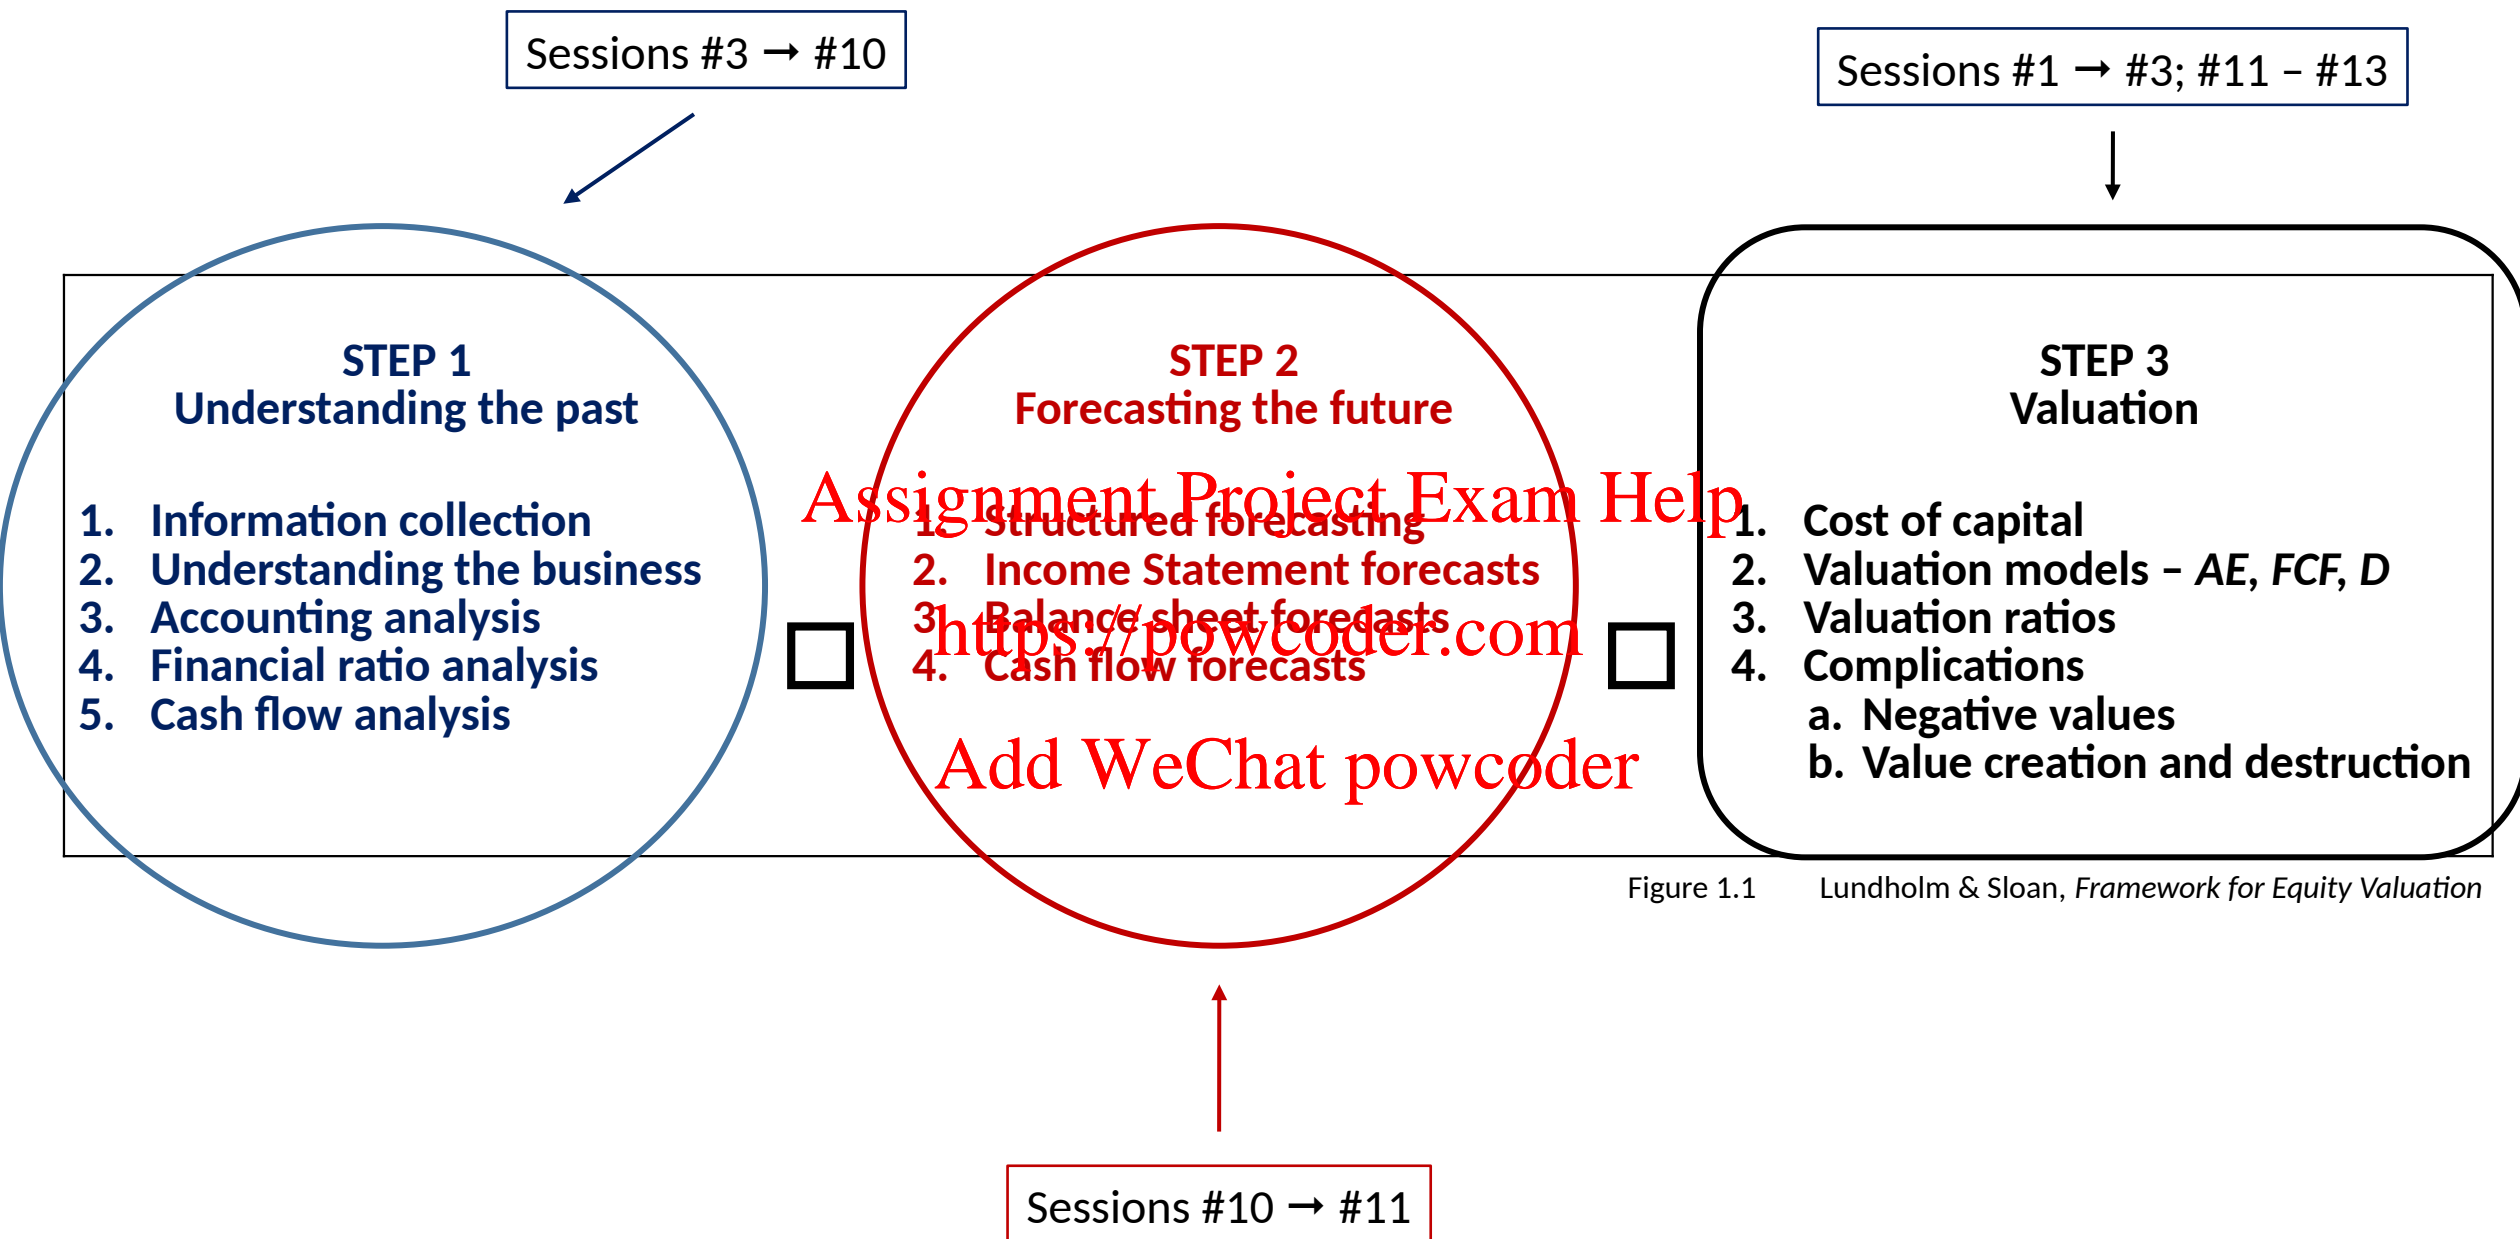 Sessions #3 → #10
Sessions #1 → #3; #11 – #13
STEP 1
Understanding the past
1. Information collection
2. Understanding the business
3. Accounting analysis
4. Financial ratio analysis
5. Cash flow analysis
STEP 2
Forecasting the future
1. Structured forecasting
2. Income Statement forecasts
3. Balance sheet forecasts
4. Cash flow forecasts
Assignment Project Exam Help
https://powcoder.com
Add WeChat powcoder
STEP 3
Valuation
1. Cost of capital
2. Valuation models – AE, FCF, D
3. Valuation ratios
4. Complications
a. Negative values
b. Value creation and destruction
Figure 1.1 Lundholm & Sloan, Framework for Equity Valuation
Sessions #10 → #11